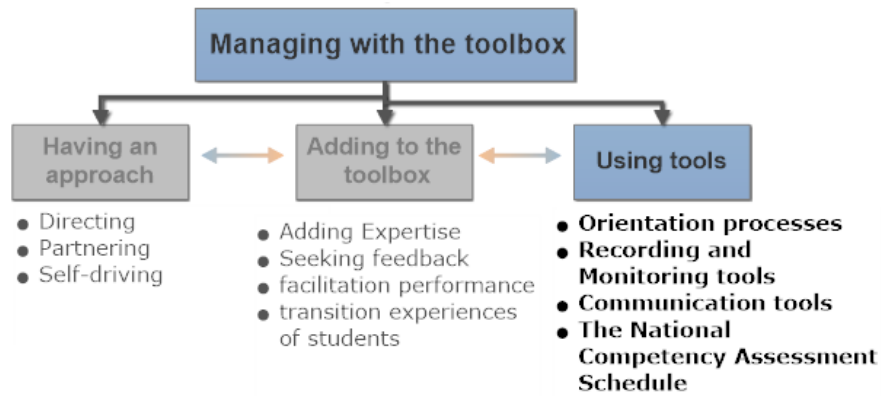 Managing with the toolbox
Having an
approach
Adding to the
toolbox
Using tools
● Directing
● Partnering
● Self-driving
● Adding Expertise
● Seeking feedback
● facilitation performance
● transition experiences
of students
● Orientation processes
● Recording and
Monitoring tools
● Communication tools
● The National
Competency Assessment
Schedule